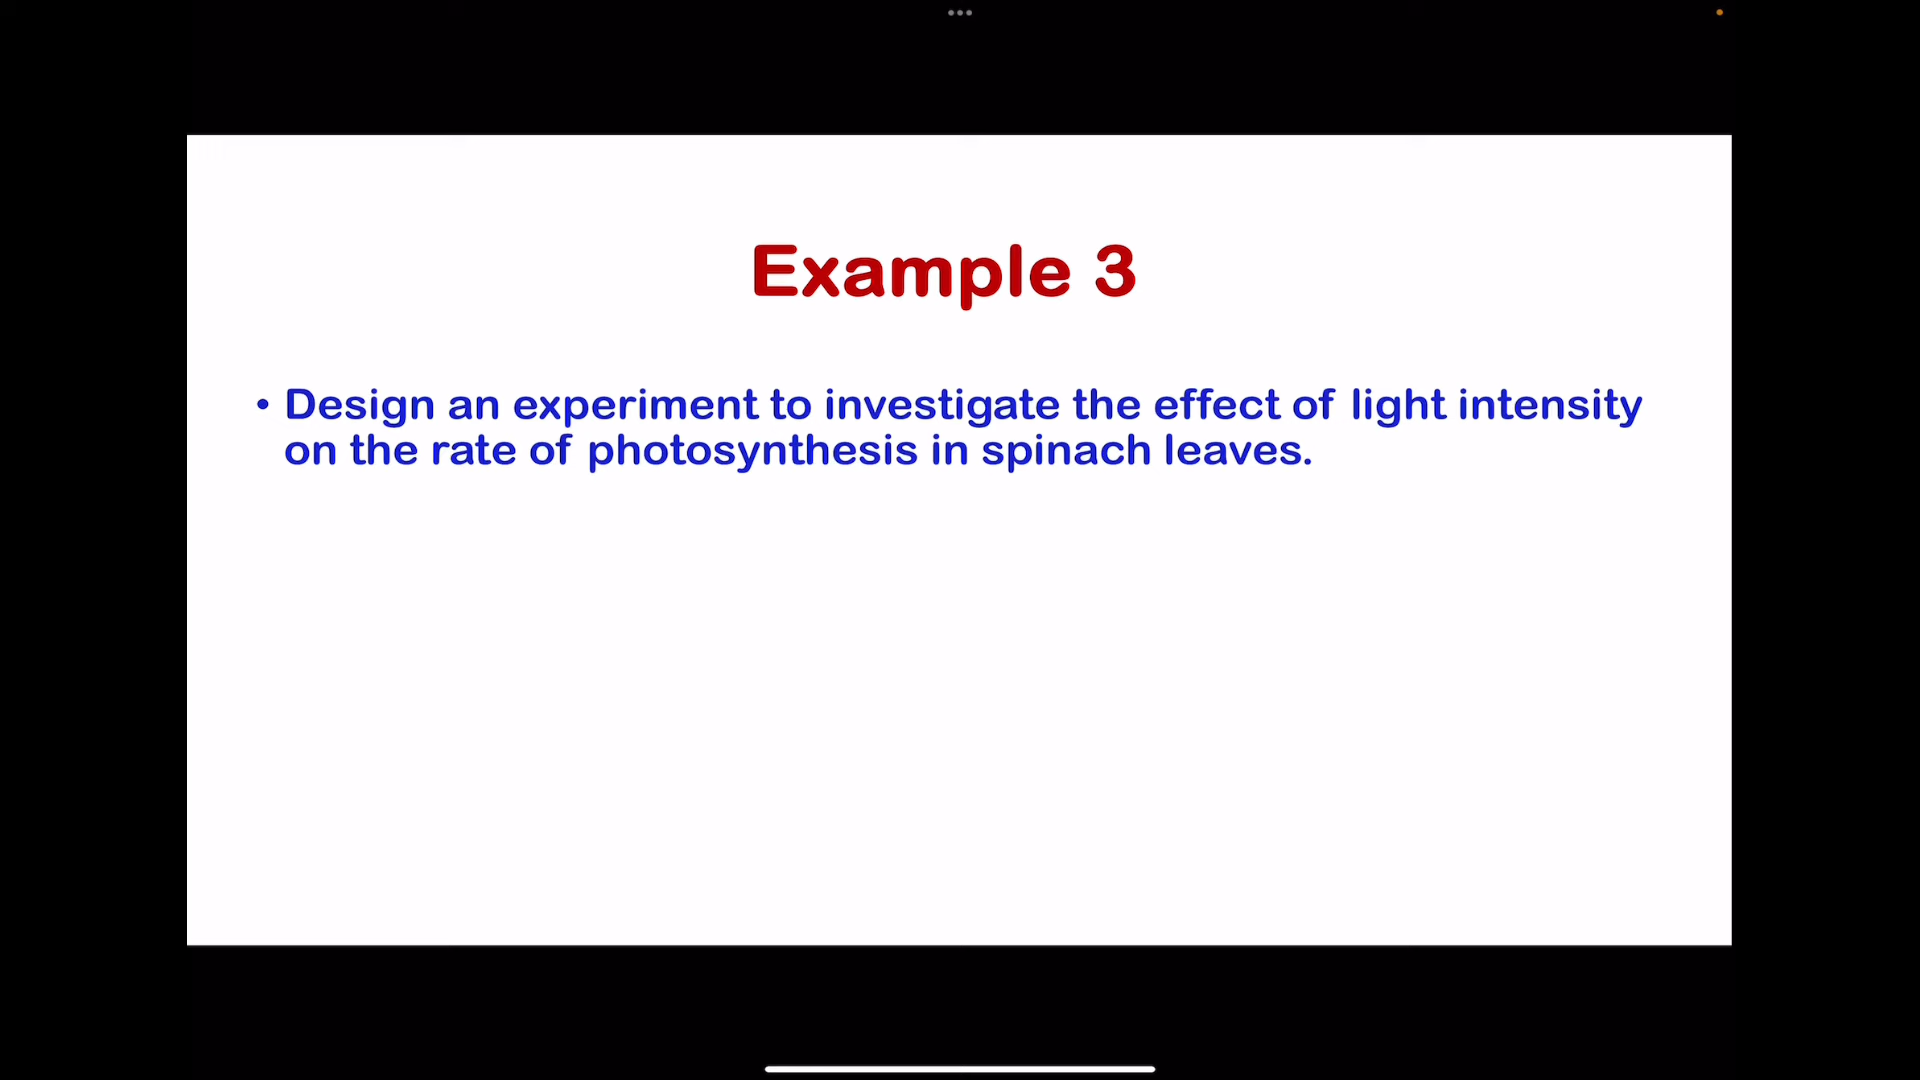 Example 3
• Design an experiment to investigate the effect of light intensity
on the rate of photosynthesis in spinach leaves.